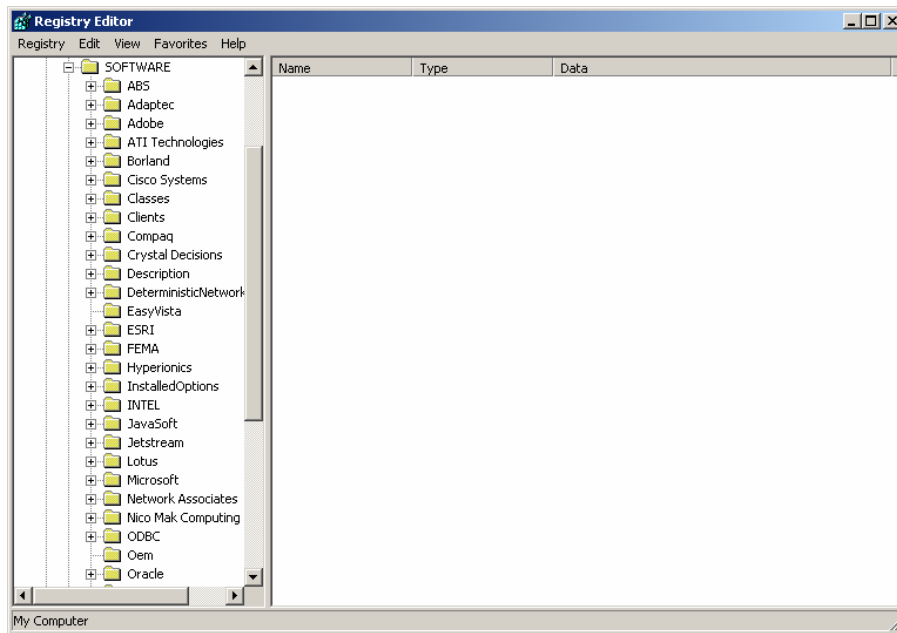 Registry Editor
Registry Edit View Favorites Help
Name Type Data
SOFTWARE
ABS
Adaptec
Adobe
ATI Technologies
Borland
Cisco Systems
Classes
Clients
Compaq
Crystal Decisions
Description
DeterministicNetwork
EasyVista
ESRI
FEMA
Hyperionics
InstalledOptions
INTEL
JavaSoft
Jetstream
Lotus
Microsoft
Network Associates
Nico Mak Computing
ODBC
Oem
Oracle
My Computer